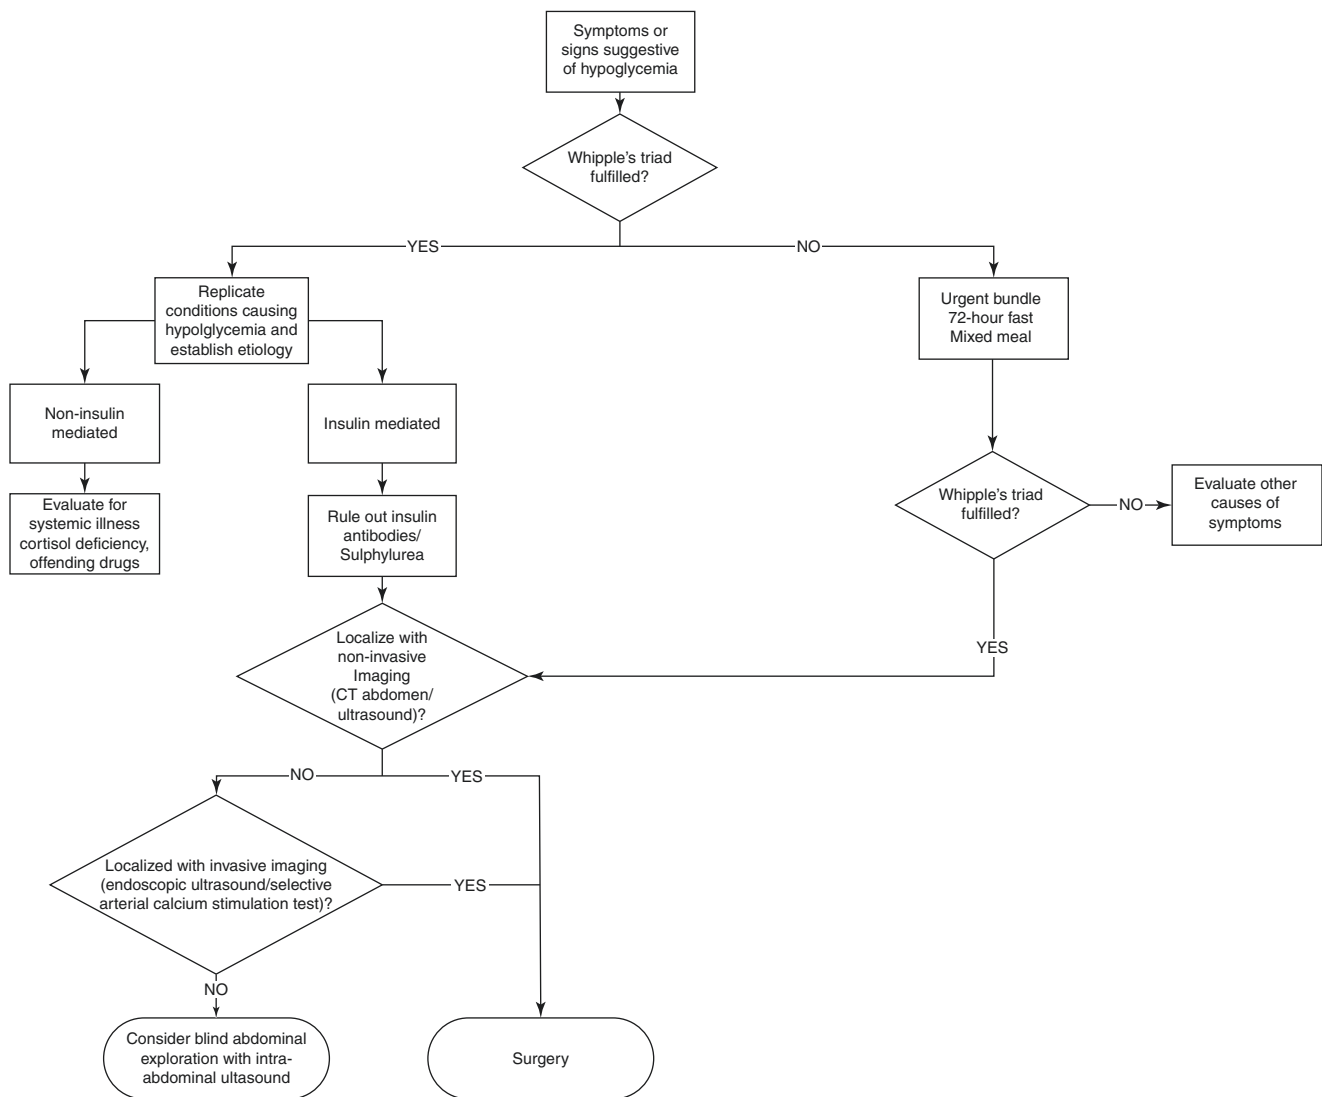 Symptoms or
signs suggestive
of hypoglycemia
Whipple's triad
fulfilled?
YES
NO
Replicate
conditions causing
hypolglycemia and
establish etiology
Urgent bundle
72-hour fast
Mixed meal
Non-insulin
mediated
Insulin mediated
Evaluate for
systemic illness
cortisol deficiency,
offending drugs
Rule out insulin
antibodies/
Sulphylurea
Whipple's triad
fulfilled?
NO
Evaluate other
causes of
symptoms
YES
Localize with
non-invasive
Imaging
(CT abdomen/
ultrasound)?
NO
YES
Localized with invasive imaging
(endoscopic ultrasound/selective
arterial calcium stimulation test)?
YES
NO
Consider blind abdominal
exploration with intra-
abdominal ultasound
Surgery